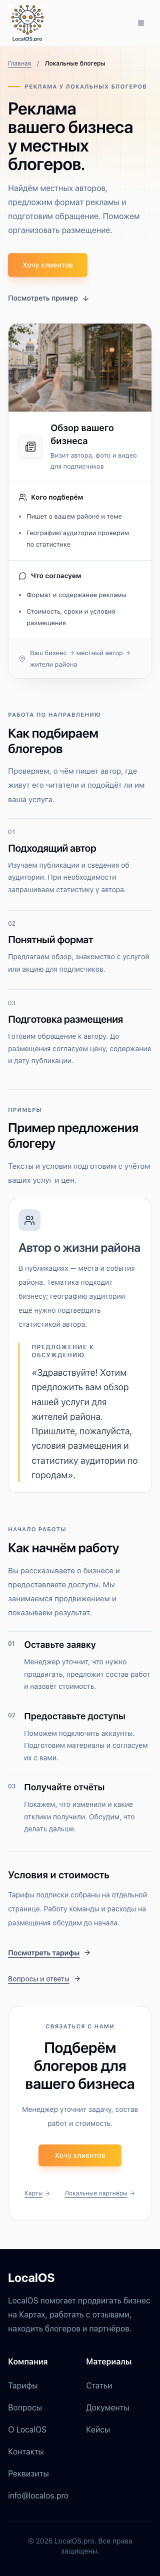 LocalOS.pro
Главная / Локальные блогеры
РЕКЛАМА У ЛОКАЛЬНЫХ БЛОГЕРОВ
Реклама
вашего бизнеса
у местных
блогеров.
Найдём местных авторов,
предложим формат рекламы и
подготовим обращение. Поможем
организовать размещение.
Хочу клиентов
Посмотреть пример ↓
Обзор вашего
бизнеса
Визит автора, фото и видео
для подписчиков
Кого подберём
• Пишет о вашем районе и теме
• Географию аудитории проверим
по статистике
Что согласуем
• Формат и содержание рекламы
• Стоимость, сроки и условия
размещения
Ваш бизнес → местный автор →
жители района
РАБОТА ПО НАПРАВЛЕНИЮ
Как подбираем
блогеров
Проверяем, о чём пишет автор, где
живут его читатели и подойдёт ли им
ваша услуга.
01
Подходящий автор
Изучаем публикации и сведения об
аудитории. При необходимости
запрашиваем статистику у автора.
02
Понятный формат
Предлагаем обзор, знакомство с услугой
или акцию для подписчиков.
03
Подготовка размещения
Готовим обращение к автору. До
размещения согласуем цену, содержание
и дату публикации.
ПРИМЕРЫ
Пример предложения
блогеру
Тексты и условия подготовим с учётом
ваших услуг и цен.
Автор о жизни района
В публикациях — места и события
района. Тематика подходит
бизнесу; географию аудитории
ещё нужно подтвердить
статистикой автора.
ПРЕДЛОЖЕНИЕ К
ОБСУЖДЕНИЮ
«Здравствуйте! Хотим
предложить вам обзор
нашей услуги для
жителей района.
Пришлите, пожалуйста,
условия размещения и
статистику аудитории по
городам».
НАЧАЛО РАБОТЫ
Как начнём работу
Вы рассказываете о бизнесе и
предоставляете доступы. Мы
занимаемся продвижением и
показываем результат.
01 Оставьте заявку
Менеджер уточнит, что нужно
продвигать, предложит состав работ
и назовёт стоимость.
02 Предоставьте доступы
Поможем подключить аккаунты.
Подготовим материалы и согласуем
их с вами.
03 Получайте отчёты
Покажем, что изменили и какие
отклики получили. Обсудим, что
делать дальше.
Условия и стоимость
Тарифы подписки собраны на отдельной
странице. Работу команды и расходы на
размещения обсудим до начала.
Посмотреть тарифы →
Вопросы и ответы →
СВЯЗАТЬСЯ С НАМИ
Подберём
блогеров для
вашего бизнеса
Менеджер уточнит задачу, состав
работ и стоимость.
Хочу клиентов
Карты → Локальные партнёры →
LocalOS
LocalOS помогает продвигать бизнес
на Картах, работать с отзывами,
находить блогеров и партнёров.
Компания Материалы
Тарифы Статьи
Вопросы Документы
О LocalOS Кейсы
Контакты
Реквизиты
info@localos.pro
© 2026 LocalOS.pro. Все права
защищены.